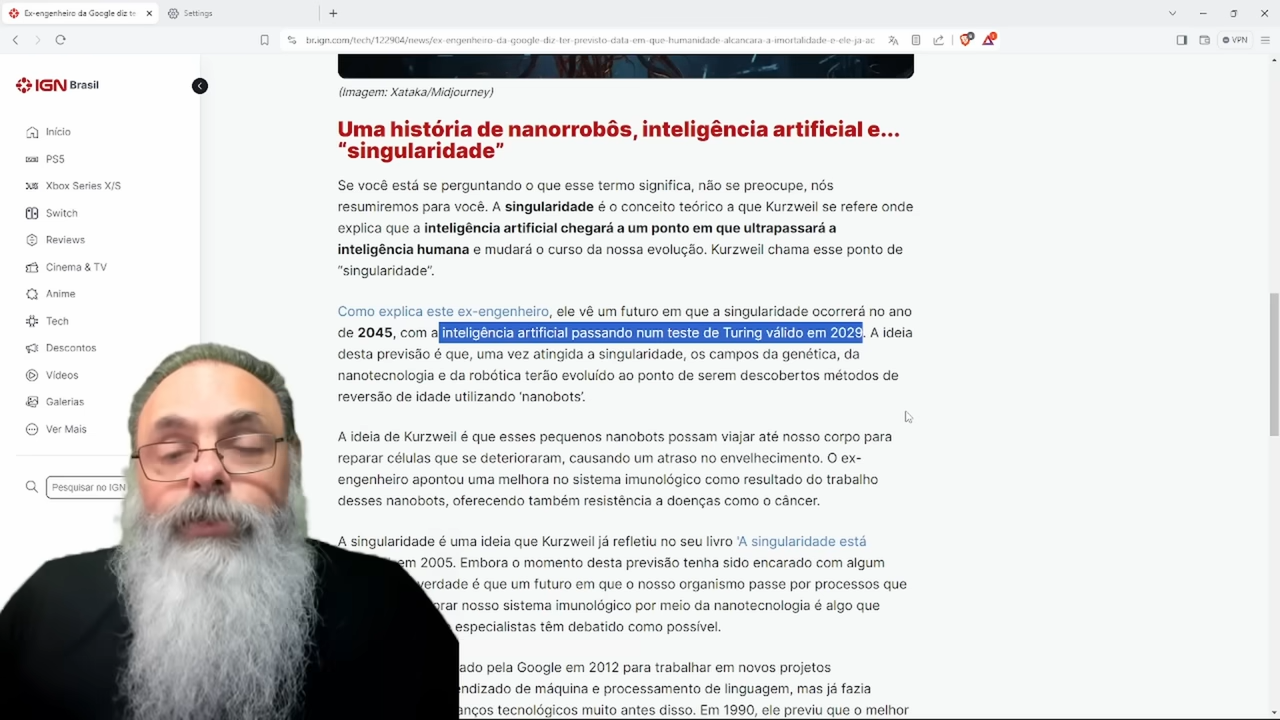 Ex-engenheiro da Google diz te
Settings
br.ign.com/tech/122904/news/ex-engenheiro-da-google-diz-ter-previsto-data-em-que-humanidade-alcancara-a-imortalidade-e-ele-ja-ac
VPN
IGN Brasil
Início
PS5
Xbox Series X/S
Switch
Reviews
Cinema & TV
Anime
Tech
Descontos
Vídeos
Galerias
Ver Mais
Pesquisar no IGN
(Imagem: Xataka/Midjourney)
Uma história de nanorrobôs, inteligência artificial e...
“singularidade”
Se você está se perguntando o que esse termo significa, não se preocupe, nós
resumiremos para você. A singularidade é o conceito teórico a que Kurzweil se refere onde
explica que a inteligência artificial chegará a um ponto em que ultrapassará a
inteligência humana e mudará o curso da nossa evolução. Kurzweil chama esse ponto de
“singularidade”.
Como explica este ex-engenheiro, ele vê um futuro em que a singularidade ocorrerá no ano
de 2045, com a inteligência artificial passando num teste de Turing válido em 2029. A ideia
desta previsão é que, uma vez atingida a singularidade, os campos da genética, da
nanotecnologia e da robótica terão evoluído ao ponto de serem descobertos métodos de
reversão de idade utilizando ‘nanobots’.
A ideia de Kurzweil é que esses pequenos nanobots possam viajar até nosso corpo para
reparar células que se deterioraram, causando um atraso no envelhecimento. O ex-
engenheiro apontou uma melhora no sistema imunológico como resultado do trabalho
desses nanobots, oferecendo também resistência a doenças como o câncer.
A singularidade é uma ideia que Kurzweil já refletiu no seu livro 'A singularidade está
em 2005. Embora o momento desta previsão tenha sido encarado com algum
verdade é que um futuro em que o nosso organismo passe por processos que
orar nosso sistema imunológico por meio da nanotecnologia é algo que
especialistas têm debatido como possível.
ado pela Google em 2012 para trabalhar em novos projetos
endizado de máquina e processamento de linguagem, mas já fazia
anços tecnológicos muito antes disso. Em 1990, ele previu que o melhor